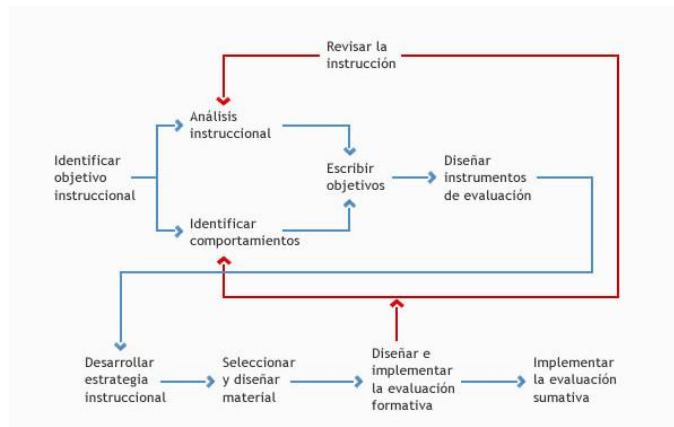 Revisar la
instrucción
Análisis
instruccional
Identificar
objetivo
instruccional
Escribir
objetivos
Diseñar
instrumentos
de evaluación
Identificar
comportamientos
Desarrollar
estrategia
instruccional
Seleccionar
y diseñar
material
Diseñar e
implementar
la evaluación
formativa
Implementar
la evaluación
sumativa